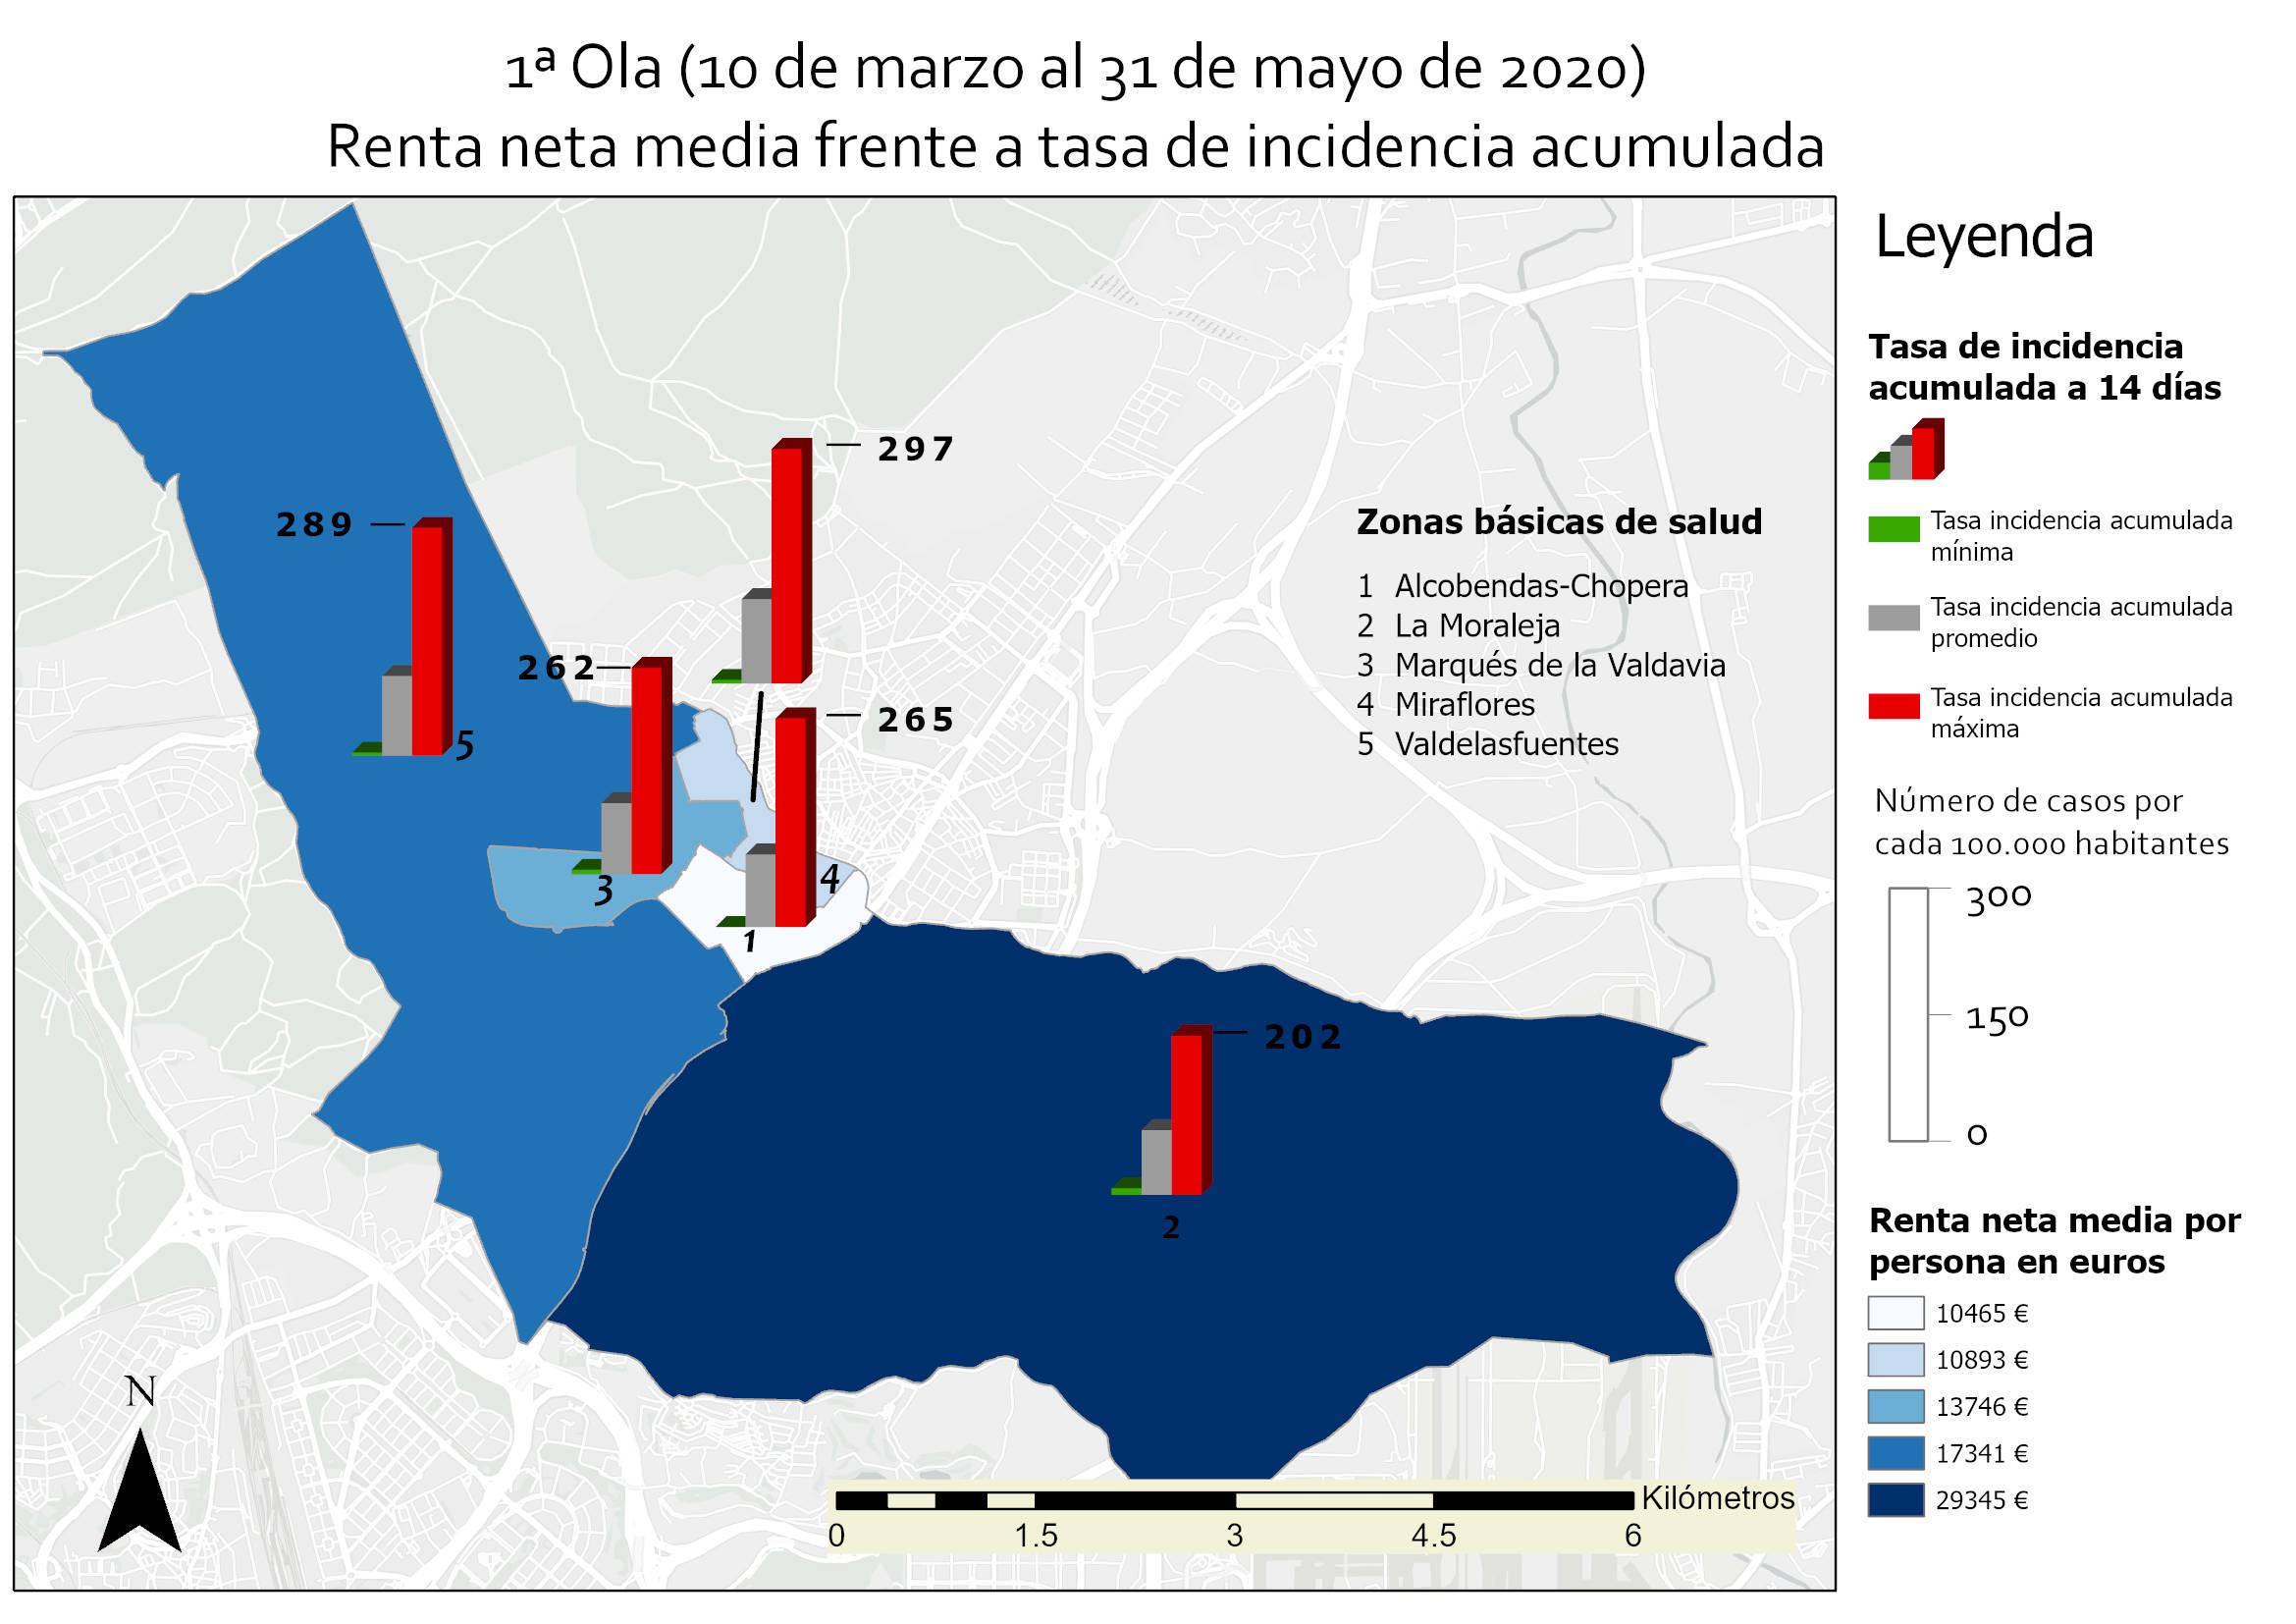 1ª Ola (10 de marzo al 31 de mayo de 2020)
Renta neta media frente a tasa de incidencia acumulada
297
289
262
265
5
3
4
1
202
2
Zonas básicas de salud
1 Alcobendas-Chopera
2 La Moraleja
3 Marqués de la Valdavia
4 Miraflores
5 Valdelasfuentes
N
Kilómetros
0 1.5 3 4.5 6
Leyenda
Tasa de incidencia
acumulada a 14 días
Tasa incidencia acumulada
mínima
Tasa incidencia acumulada
promedio
Tasa incidencia acumulada
máxima
Número de casos por
cada 100.000 habitantes
300
150
0
Renta neta media por
persona en euros
10465 €
10893 €
13746 €
17341 €
29345 €